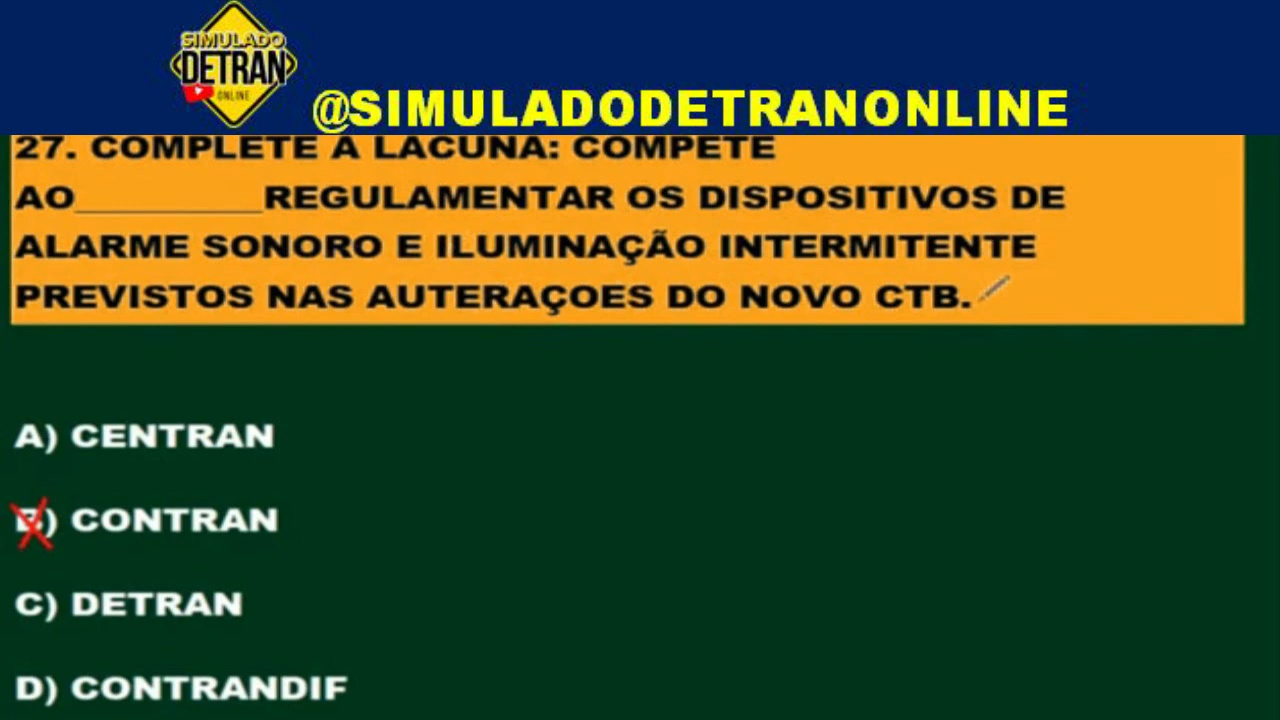 SIMULADO
DETRAN
ONLINE
@SIMULADODETRANONLINE
27. COMPLETE A LACUNA: COMPETE
AO__________REGULAMENTAR OS DISPOSITIVOS DE
ALARME SONORO E ILUMINAÇÃO INTERMITENTE
PREVISTOS NAS AUTERAÇOES DO NOVO CTB.
A) CENTRAN
B) CONTRAN
C) DETRAN
D) CONTRANDIF